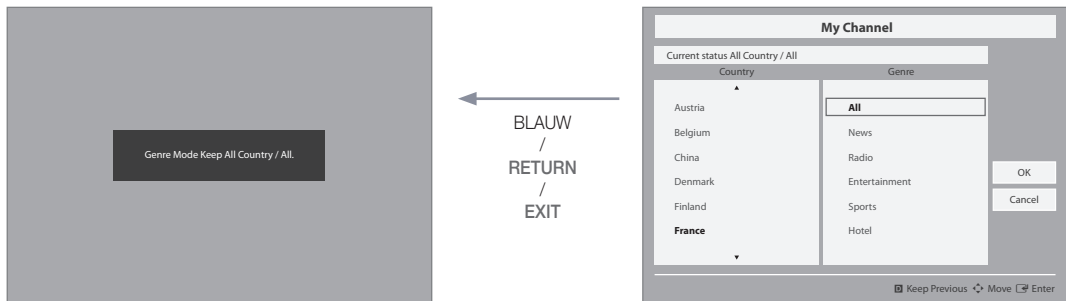 Genre Mode Keep All Country / All.
BLAUW
/
RETURN
/
EXIT
My Channel
Current status All Country / All
Country Genre
Austria All
Belgium News
China Radio
Denmark Entertainment
Finland Sports
France Hotel
OK
Cancel
D Keep Previous Move Enter